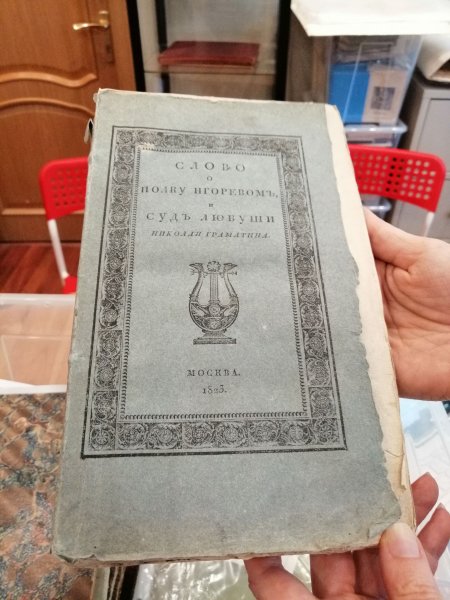 СЛОВО
О
ПОЛКУ ИГОРЕВОМЪ,
и
СУДЪ ЛЮБУШИ
НИКОЛАЯ ГРАМАТИНА.
МОСКВА.
1823.